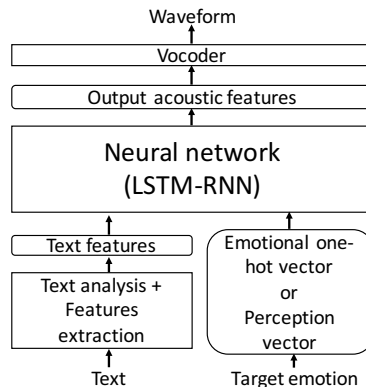 Waveform
Vocoder
Output acoustic features
Neural network
(LSTM-RNN)
Text features
Text analysis +
Features
extraction
Text
Emotional one-
hot vector
or
Perception
vector
Target emotion